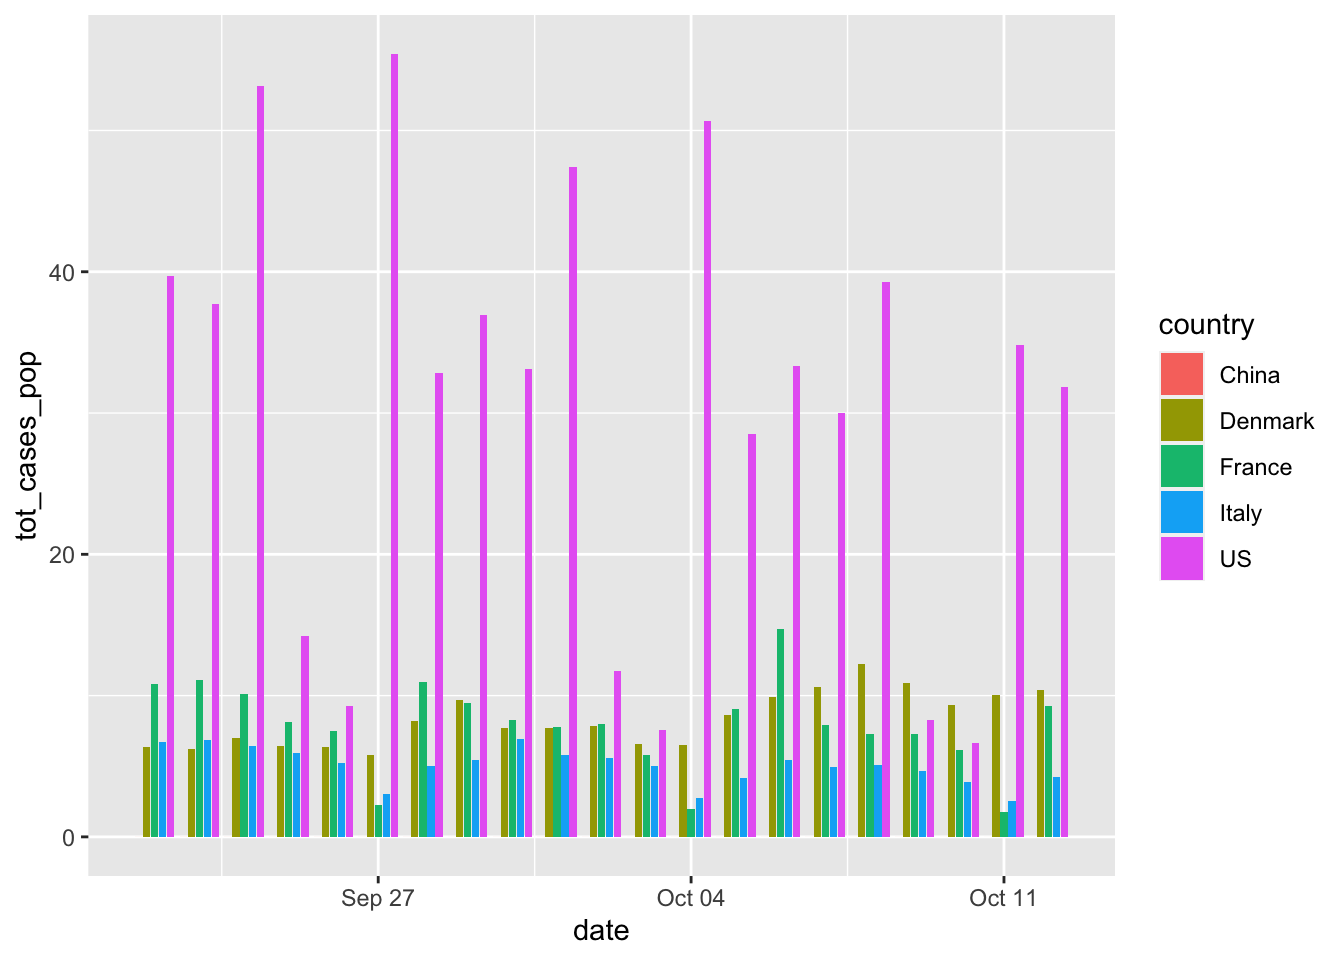 tot_cases_pop
40
20
0
Sep 27
Oct 04
Oct 11
date
country
China
Denmark
France
Italy
US